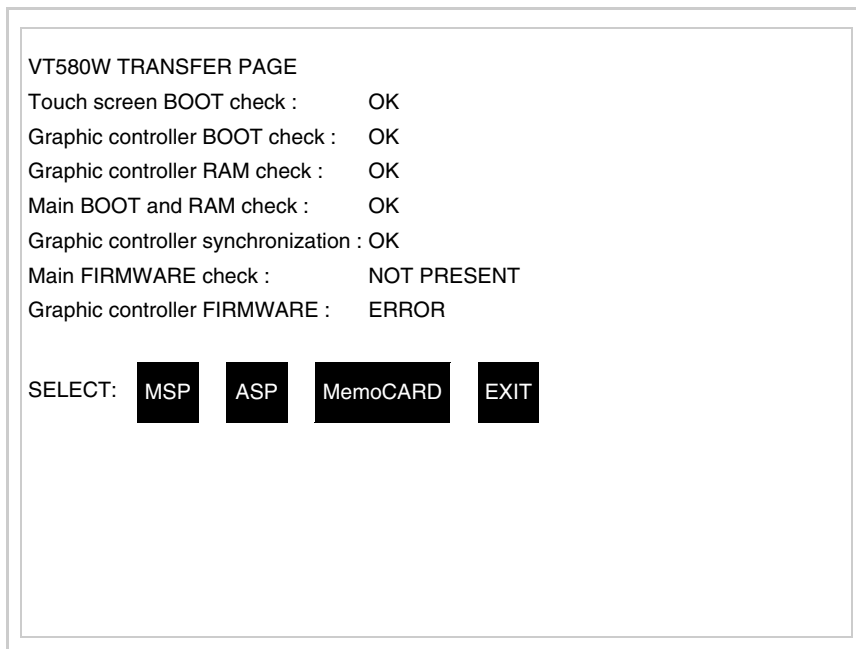 VT580W TRANSFER PAGE
Touch screen BOOT check : OK
Graphic controller BOOT check : OK
Graphic controller RAM check : OK
Main BOOT and RAM check : OK
Graphic controller synchronization : OK
Main FIRMWARE check : NOT PRESENT
Graphic controller FIRMWARE : ERROR
SELECT: MSP ASP MemoCARD EXIT